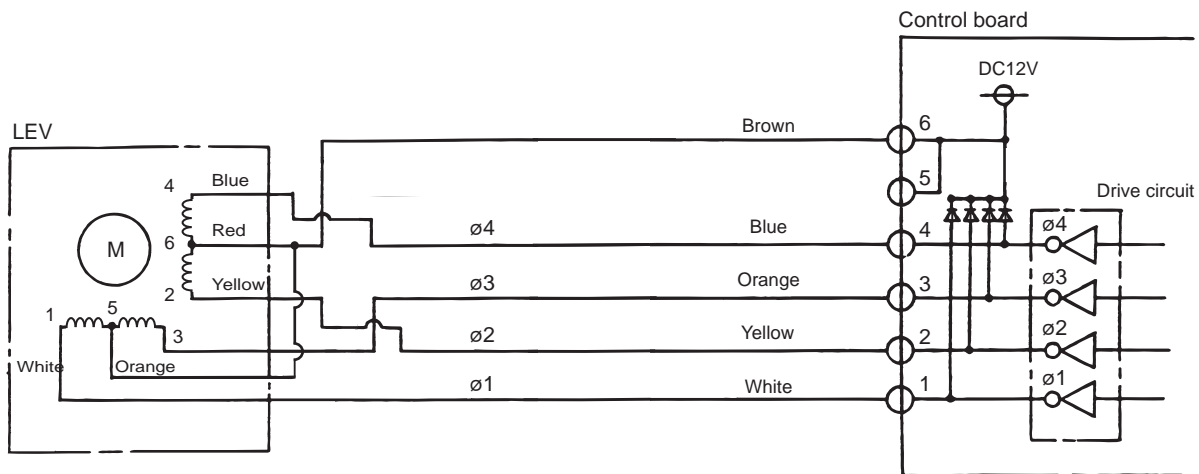 Control board
DC12V
LEV
Brown 6
4 Blue
5
Drive circuit
Red
ø4 Blue 4 ø4
M
6
Yellow
ø3 Orange 3 ø3
2
1 5
3
ø2 Yellow 2 ø2
White Orange
ø1 White 1 ø1